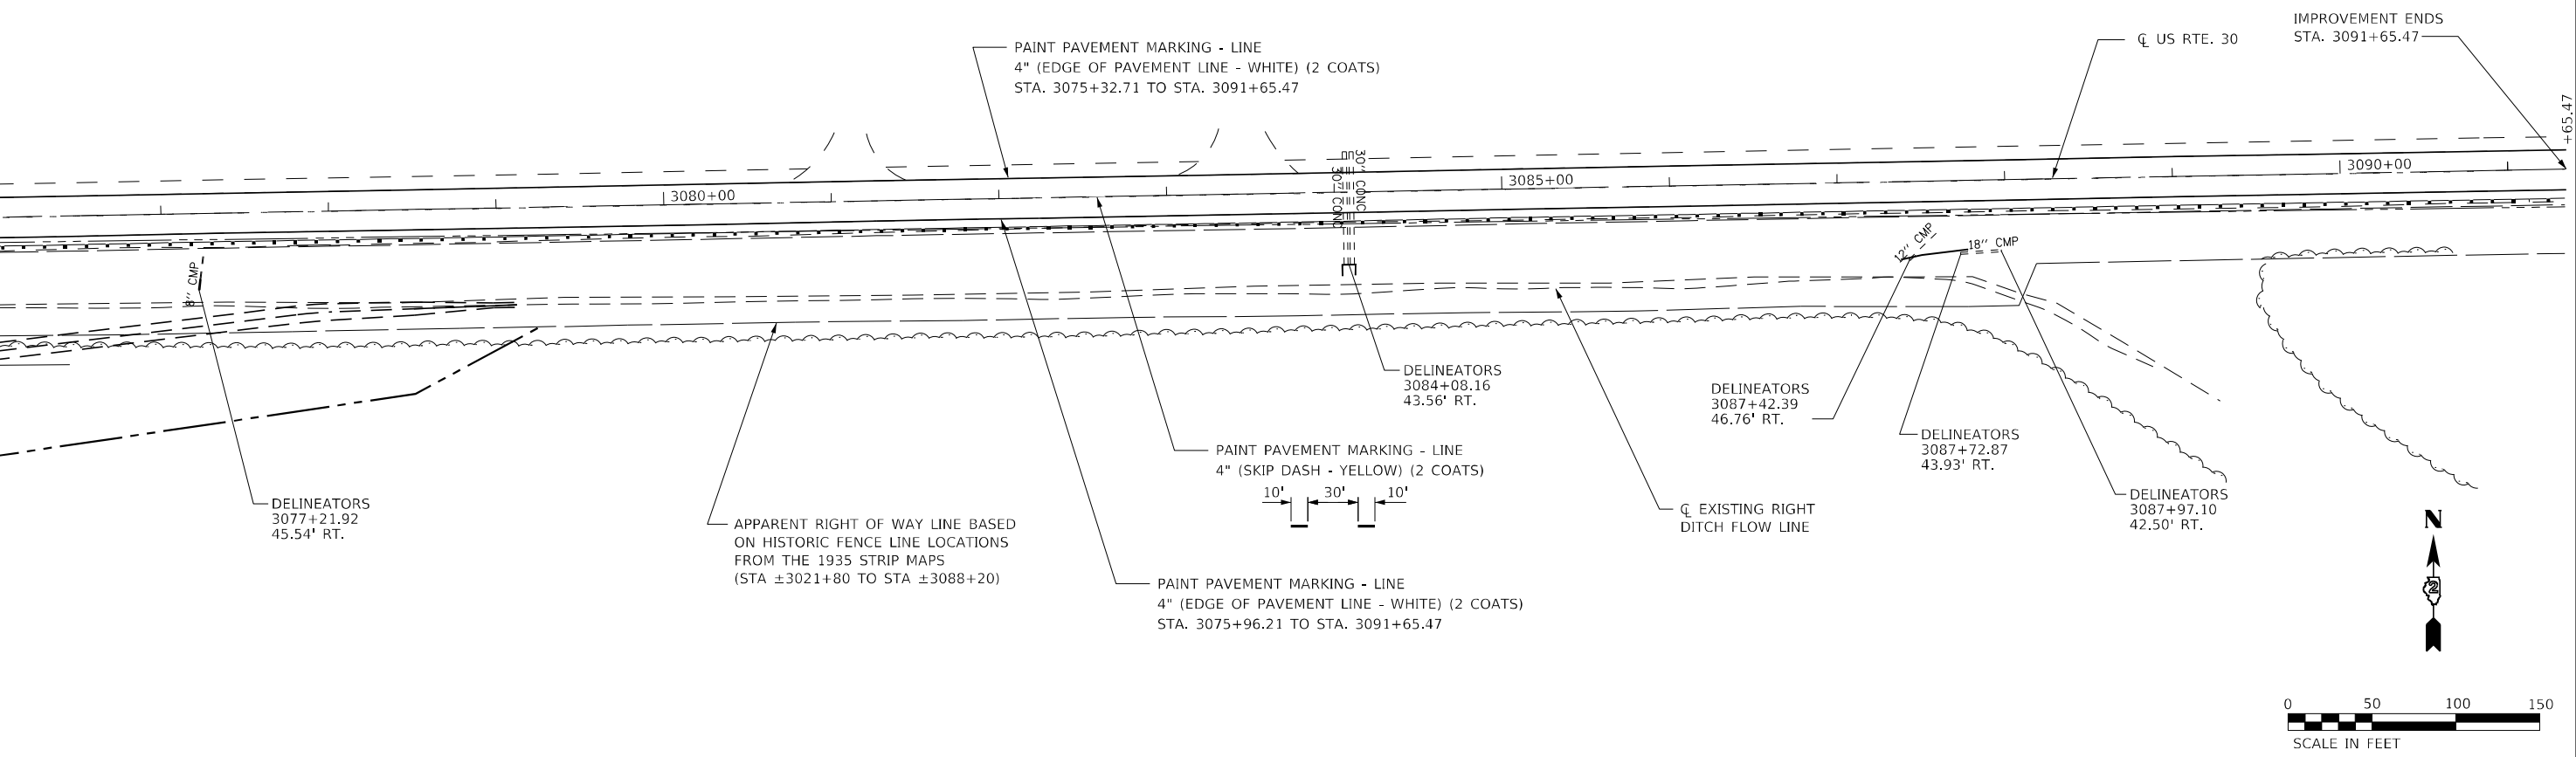 IMPROVEMENT ENDS
STA. 3091+65.47
℄ US RTE. 30
+65.47
PAINT PAVEMENT MARKING - LINE
4" (EDGE OF PAVEMENT LINE - WHITE) (2 COATS)
STA. 3075+32.71 TO STA. 3091+65.47
3080+00
3085+00
3090+00
30'' CONC
30'' CONC
8'' CMP
12'' CMP
18'' CMP
DELINEATORS
3084+08.16
43.56' RT.
DELINEATORS
3087+42.39
46.76' RT.
DELINEATORS
3087+72.87
43.93' RT.
DELINEATORS
3087+97.10
42.50' RT.
DELINEATORS
3077+21.92
45.54' RT.
PAINT PAVEMENT MARKING - LINE
4" (SKIP DASH - YELLOW) (2 COATS)
10' 30' 10'
℄ EXISTING RIGHT
DITCH FLOW LINE
APPARENT RIGHT OF WAY LINE BASED
ON HISTORIC FENCE LINE LOCATIONS
FROM THE 1935 STRIP MAPS
(STA ±3021+80 TO STA ±3088+20)
PAINT PAVEMENT MARKING - LINE
4" (EDGE OF PAVEMENT LINE - WHITE) (2 COATS)
STA. 3075+96.21 TO STA. 3091+65.47
N
2
0 50 100 150
SCALE IN FEET